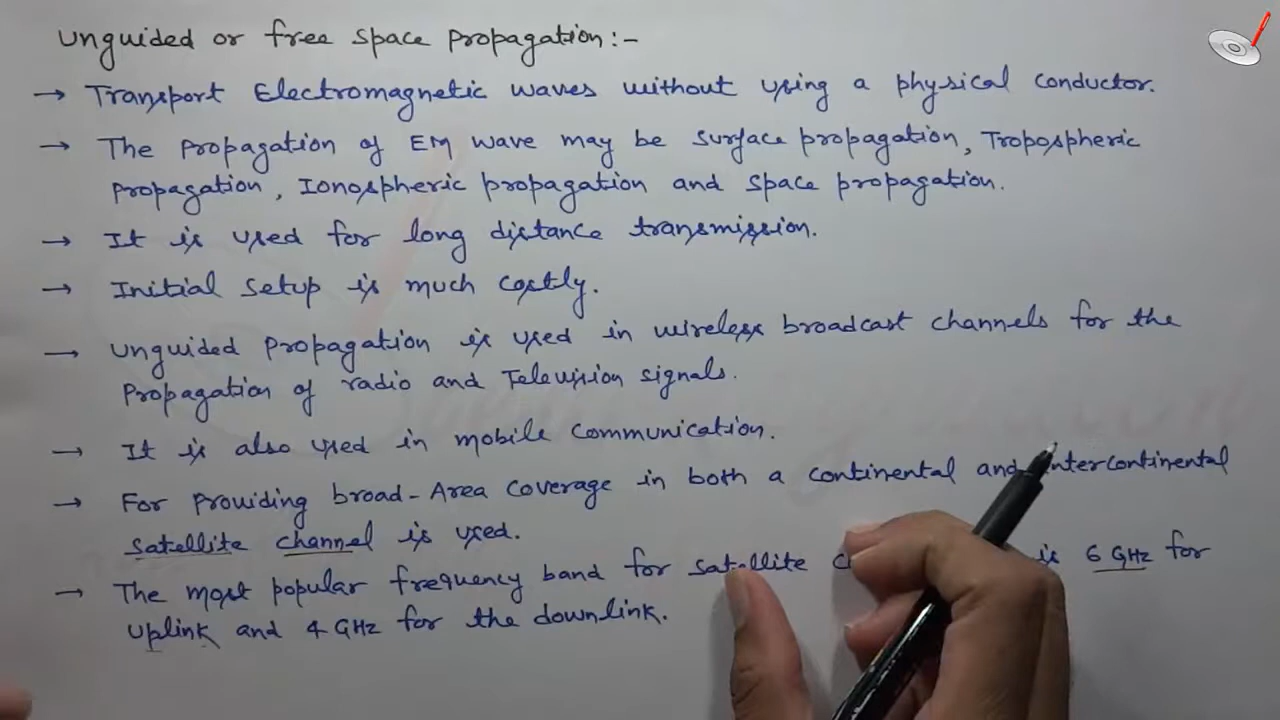 Unguided or free space propagation:-
→ Transport Electromagnetic waves without using a physical conductor.
→ The propagation of EM wave may be surface propagation, Tropospheric
propagation, Ionospheric propagation and space propagation.
→ It is used for long distance transmission.
→ Initial setup is much costly.
→ Unguided propagation is used in wireless broadcast channels for the
propagation of radio and Television signals.
→ It is also used in mobile communication.
→ For providing broad-Area coverage in both a continental and intercontinental
satellite channel is used.
→ The most popular frequency band for satellite is 6 GHz for
uplink and 4 GHz for the downlink.